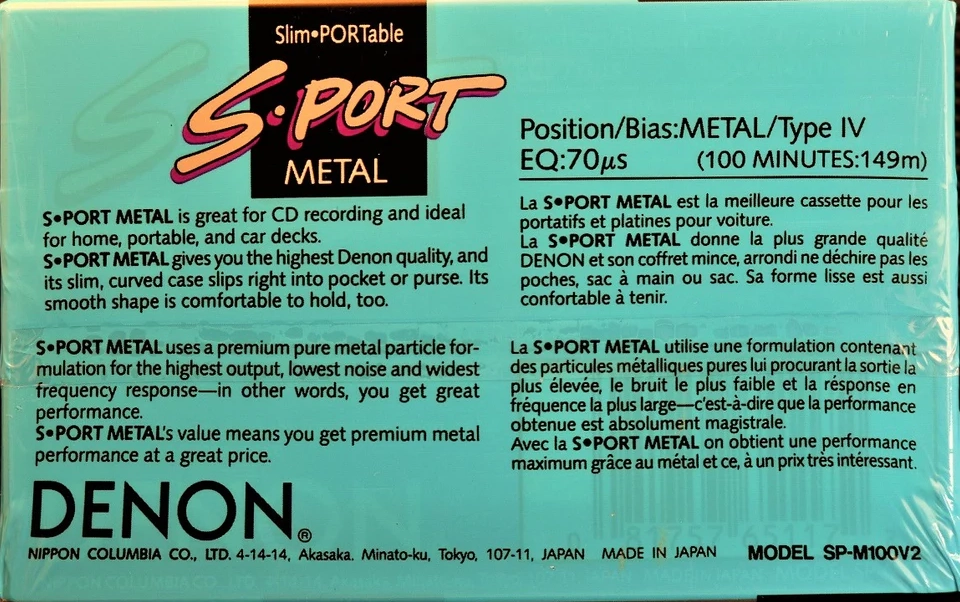 Slim•PORTable
S•PORT
METAL
Position/Bias:METAL/Type IV
EQ:70µs (100 MINUTES:149m)
S•PORT METAL is great for CD recording and ideal
for home, portable, and car decks.
S•PORT METAL gives you the highest Denon quality, and
its slim, curved case slips right into pocket or purse. Its
smooth shape is comfortable to hold, too.
La S•PORT METAL est la meilleure cassette pour les
portatifs et platines pour voiture.
La S•PORT METAL donne la plus grande qualité
DENON et son coffret mince, arrondi ne déchire pas les
poches, sac à main ou sac. Sa forme lisse est aussi
confortable à tenir.
S•PORT METAL uses a premium pure metal particle for-
mulation for the highest output, lowest noise and widest
frequency response—in other words, you get great
performance.
S•PORT METAL's value means you get premium metal
performance at a great price.
La S•PORT METAL utilise une formulation contenant
des particules métalliques pures lui procurant la sortie la
plus élevée, le bruit le plus faible et la résponse en
fréquence la plus large—c'est-à-dire que la performance
obtenue est absolument magistrale.
Avec la S•PORT METAL on obtient une performance
maximum grâce au métal et ce, à un prix très intéressant.
DENON®
NIPPON COLUMBIA CO., LTD. 4-14-14, Akasaka. Minato-ku, Tokyo, 107-11, JAPAN MADE IN JAPAN MODEL SP-M100V2